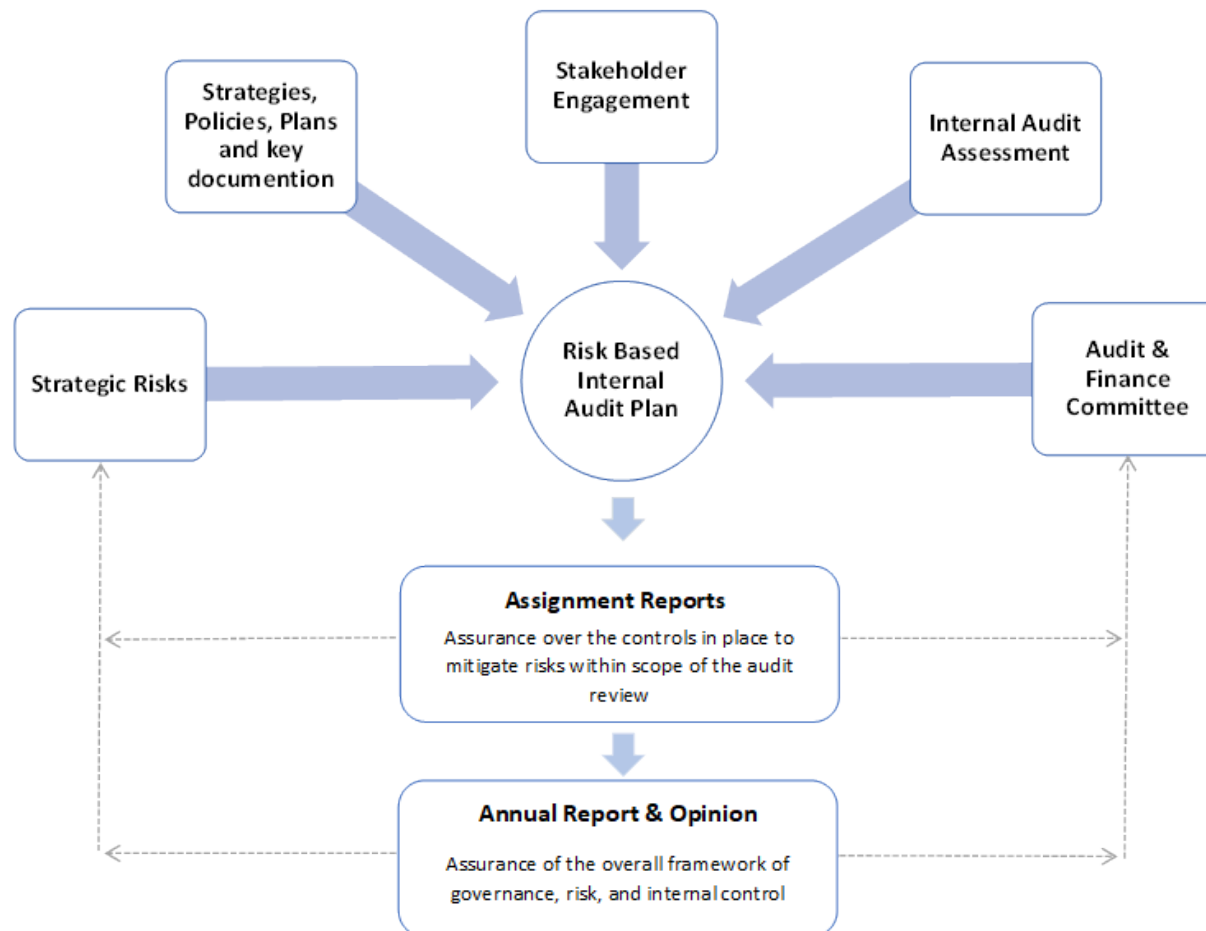 Stakeholder
Engagement
Strategies,
Policies, Plans
and key
documention
Internal Audit
Assessment
Strategic Risks
Risk Based
Internal
Audit Plan
Audit &
Finance
Committee
Assignment Reports
Assurance over the controls in place to
mitigate risks within scope of the audit
review
Annual Report & Opinion
Assurance of the overall framework of
governance, risk, and internal control